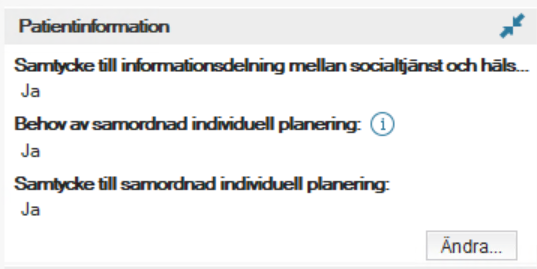 Patientinformation
Samtycke till informationsdelning mellan socialtjänst och häls...
Ja
Behov av samordnad individuell planering: i
Ja
Samtycke till samordnad individuell planering:
Ja
Ändra...